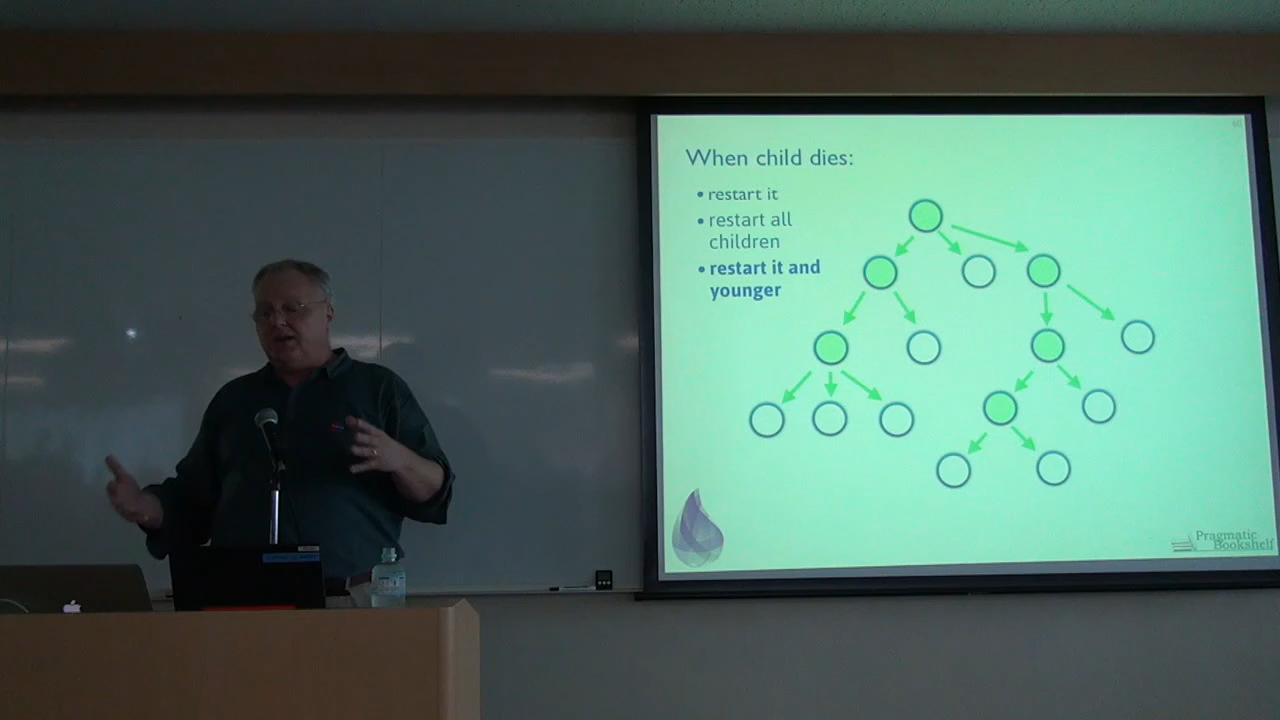 When child dies:
• restart it
• restart all
children
• restart it and
younger
Pragmatic
Bookshelf